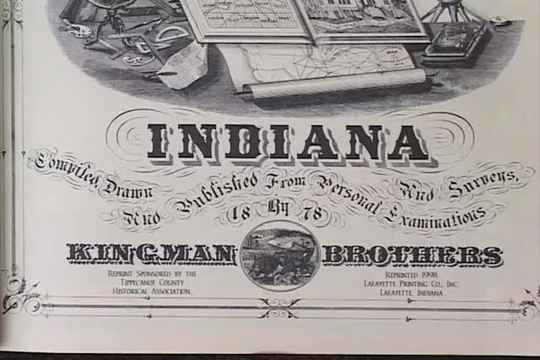 INDIANA
Compiled, Drawn And Published From Personal Examinations And Surveys,
18 By 78
KINGMAN BROTHERS
Reprint Sponsored by the
Tippecanoe County
Historical Association.
Reprinted 1998
Lafayette Printing Co., Inc.
Lafayette, Indiana